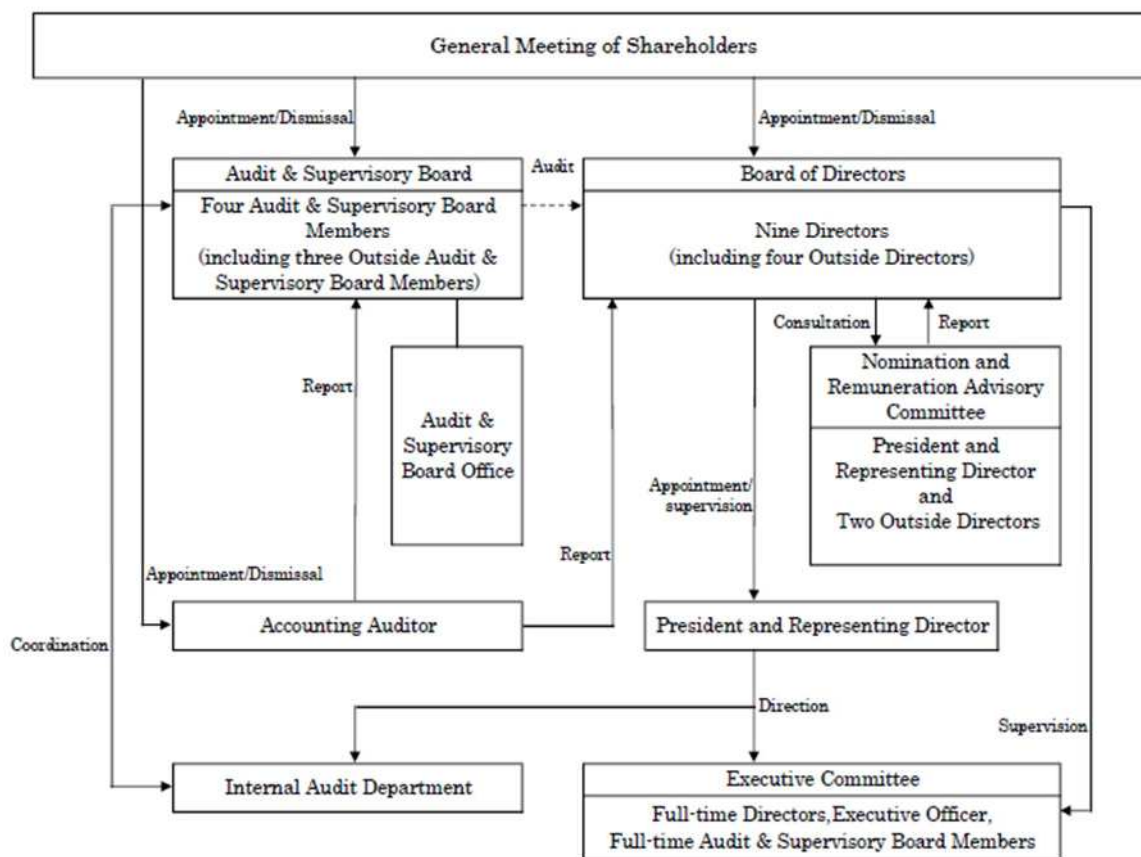 General Meeting of Shareholders
Appointment/Dismissal
Appointment/Dismissal
Audit & Supervisory Board
Audit
Board of Directors
Four Audit & Supervisory Board
Members
(including three Outside Audit &
Supervisory Board Members)
Nine Directors
(including four Outside Directors)
Consultation
Report
Report
Audit &
Supervisory
Board Office
Nomination and
Remuneration Advisory
Committee
President and
Representing Director
and
Two Outside Directors
Appointment/
supervision
Report
Appointment/Dismissal
Accounting Auditor
President and Representing Director
Coordination
Direction
Supervision
Internal Audit Department
Executive Committee
Full-time Directors,Executive Officer,
Full-time Audit & Supervisory Board Members